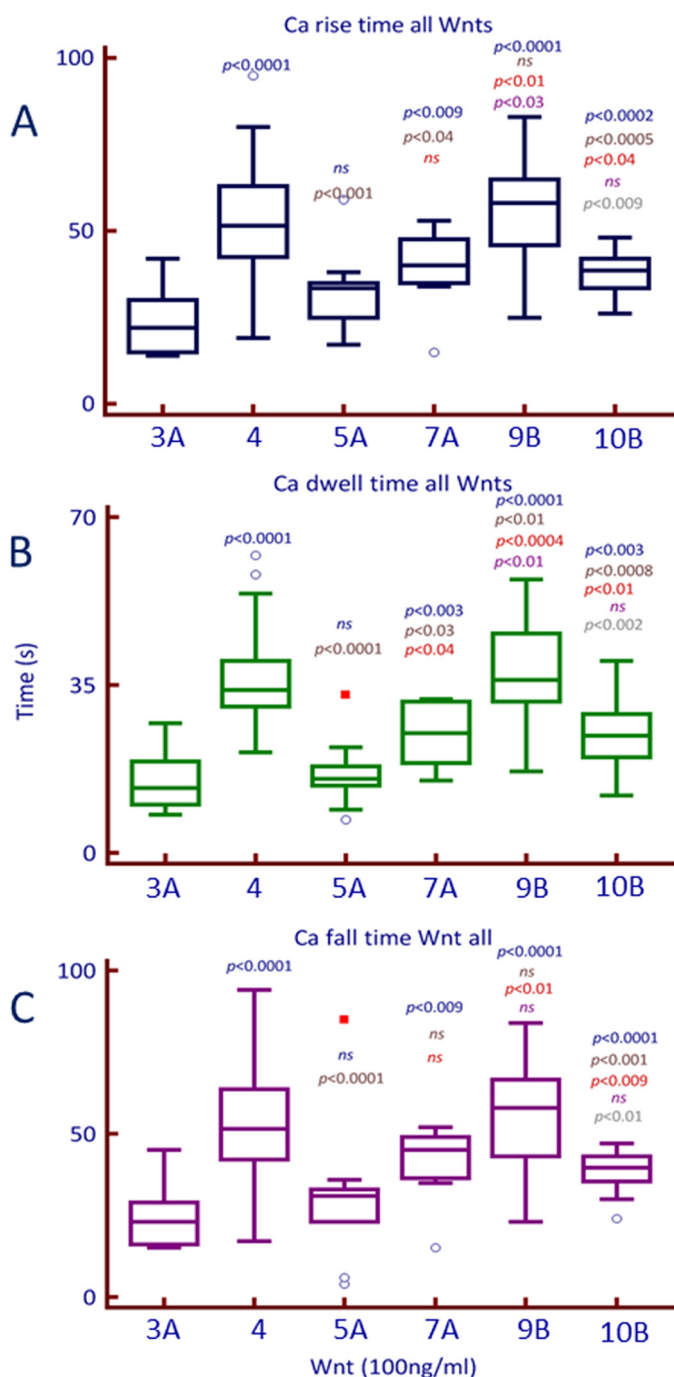 Ca rise time all Wnts
A
100
50
0
p<0.0001
ns
p<0.001
p<0.009
p<0.04
ns
p<0.0001
ns
p<0.01
p<0.03
p<0.0002
p<0.0005
p<0.04
ns
p<0.009
3A 4 5A 7A 9B 10B
Ca dwell time all Wnts
B
Time (s)
70
35
0
p<0.0001
ns
p<0.0001
p<0.003
p<0.03
p<0.04
p<0.0001
p<0.01
p<0.0004
p<0.01
p<0.003
p<0.0008
p<0.01
ns
p<0.002
3A 4 5A 7A 9B 10B
Ca fall time Wnt all
C
100
50
0
p<0.0001
ns
p<0.0001
p<0.009
ns
ns
p<0.0001
ns
p<0.01
ns
p<0.0001
p<0.001
p<0.009
ns
p<0.01
3A 4 5A 7A 9B 10B
Wnt (100ng/ml)